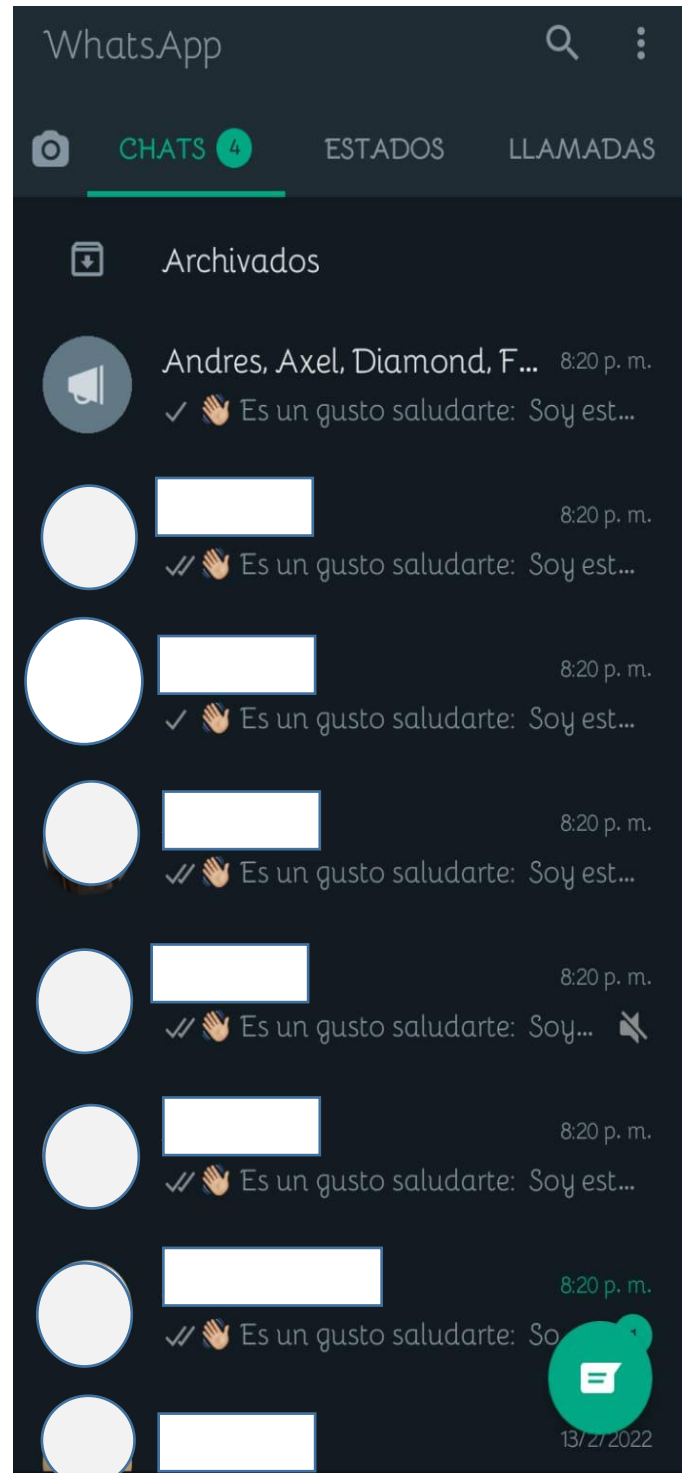 WhatsApp
CHATS 4 ESTADOS LLAMADAS
Archivados
Andres, Axel, Diamond, F... 8:20 p. m.
👋🏼 Es un gusto saludarte: Soy est...
8:20 p. m.
👋🏼 Es un gusto saludarte: Soy est...
8:20 p. m.
👋🏼 Es un gusto saludarte: Soy est...
8:20 p. m.
👋🏼 Es un gusto saludarte: Soy est...
8:20 p. m.
👋🏼 Es un gusto saludarte: Soy...
8:20 p. m.
👋🏼 Es un gusto saludarte: Soy est...
8:20 p. m.
👋🏼 Es un gusto saludarte: So
13/2/2022